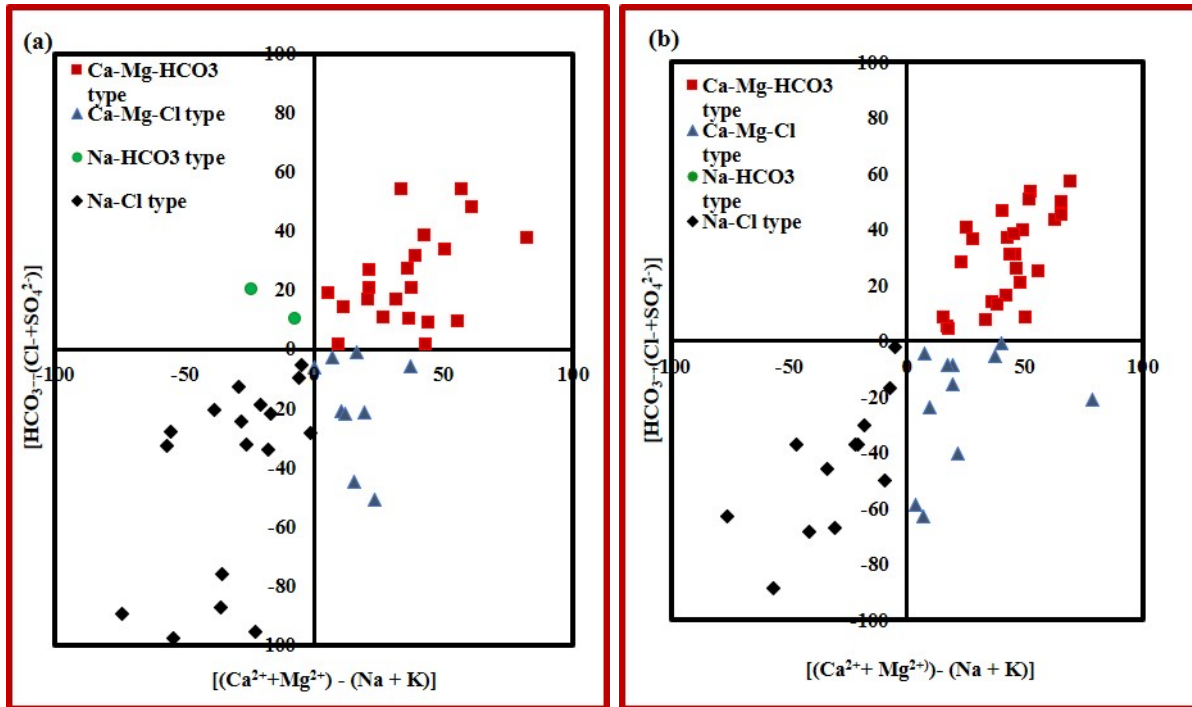 (a)
100
80
60
40
20
0
-20
-40
-60
-80
-100
-100
-50
0
50
100
Ca-Mg-HCO3
type
Ca-Mg-Cl type
Na-HCO3 type
Na-Cl type
[HCO₃---(Cl-+SO₄²⁻)]
[(Ca²⁺+Mg²⁺) - (Na + K)]
(b)
100
80
60
40
20
0
-20
-40
-60
-80
-100
-100
-50
0
50
100
Ca-Mg-HCO3
type
Ca-Mg-Cl
type
Na-HCO3
type
Na-Cl type
[HCO₃---(Cl-+SO₄²⁻)]
[(Ca²⁺+ Mg²⁺⁾)- (Na + K)]